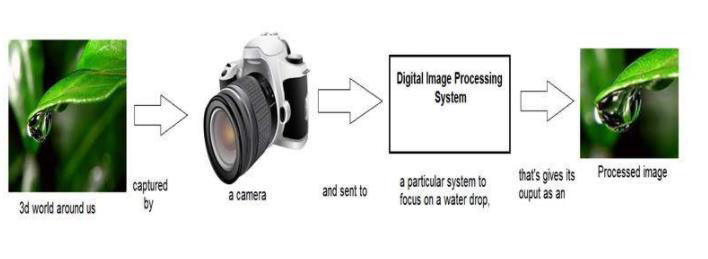 Digital Image Processing
System
3d world around us
captured
by
a camera
and sent to
a particular system to
focus on a water drop,
that's gives its
ouput as an
Processed image